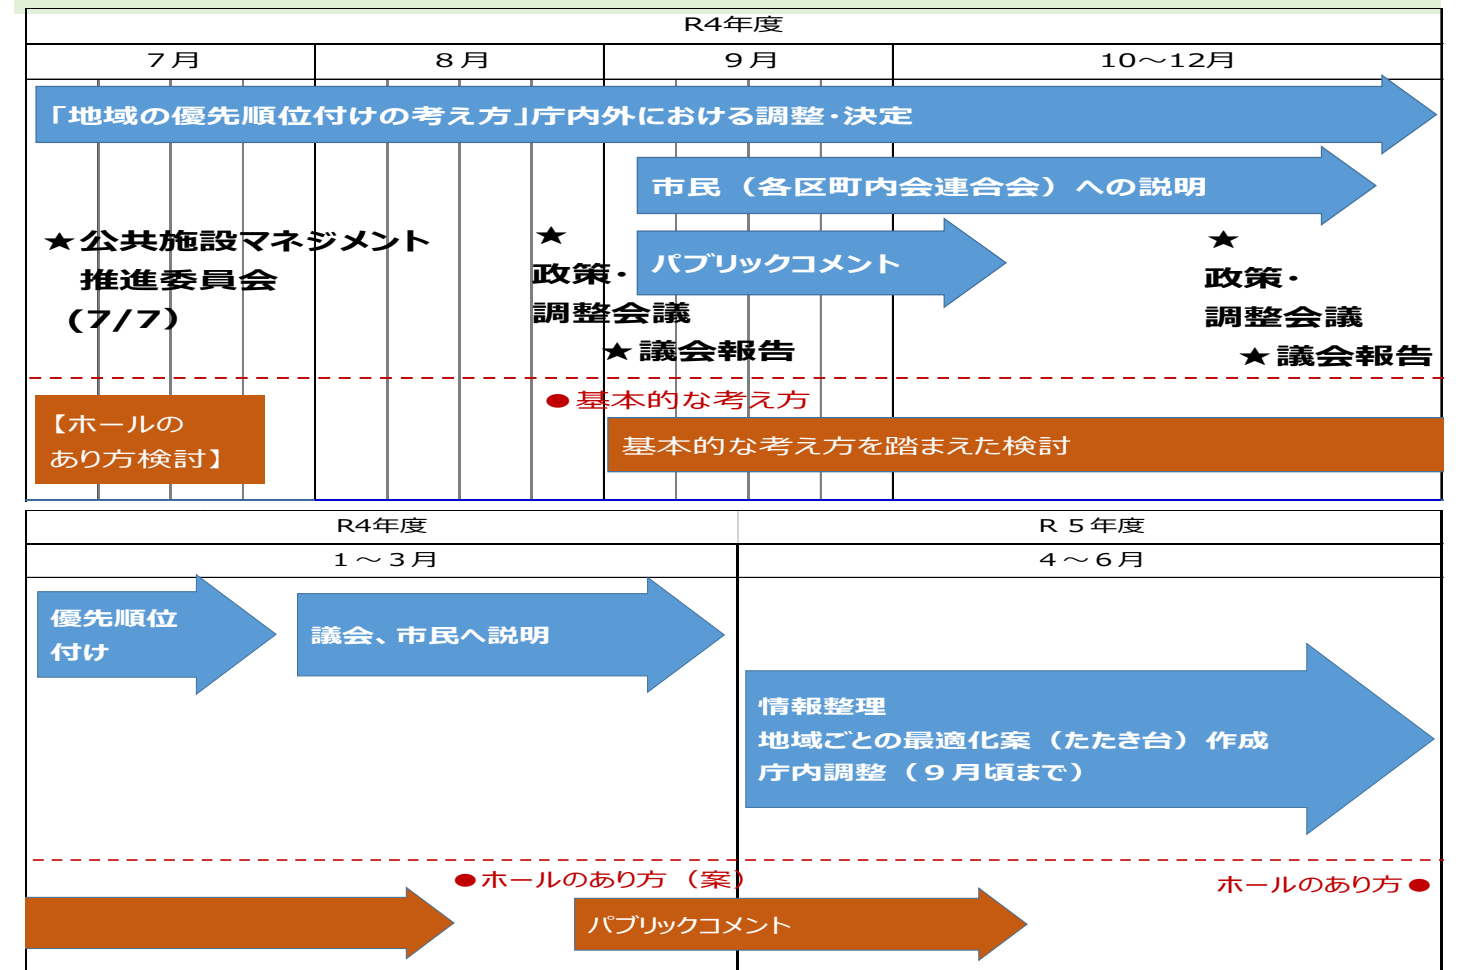 R4年度
7月
8月
9月
10～12月
「地域の優先順位付けの考え方」庁内外における調整・決定
市民（各区町内会連合会）への説明
★公共施設マネジメント
推進委員会
(7/7)
★
政策・
調整会議
★議会報告
パブリックコメント
★
政策・
調整会議
★議会報告
●基本的な考え方
【ホールの
あり方検討】
基本的な考え方を踏まえた検討
R4年度
R5年度
1～3月
4～6月
優先順位
付け
議会、市民へ説明
情報整理
地域ごとの最適化案（たたき台）作成
庁内調整（9月頃まで）
●ホールのあり方（案）
ホールのあり方●
パブリックコメント